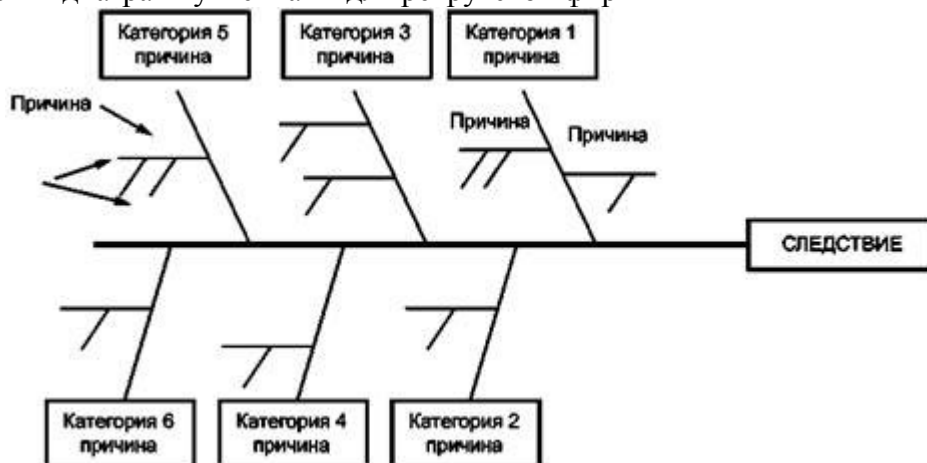 Категория 5
причина
Категория 3
причина
Категория 1
причина
Причина
Причина
Причина
СЛЕДСТВИЕ
Категория 6
причина
Категория 4
причина
Категория 2
причина